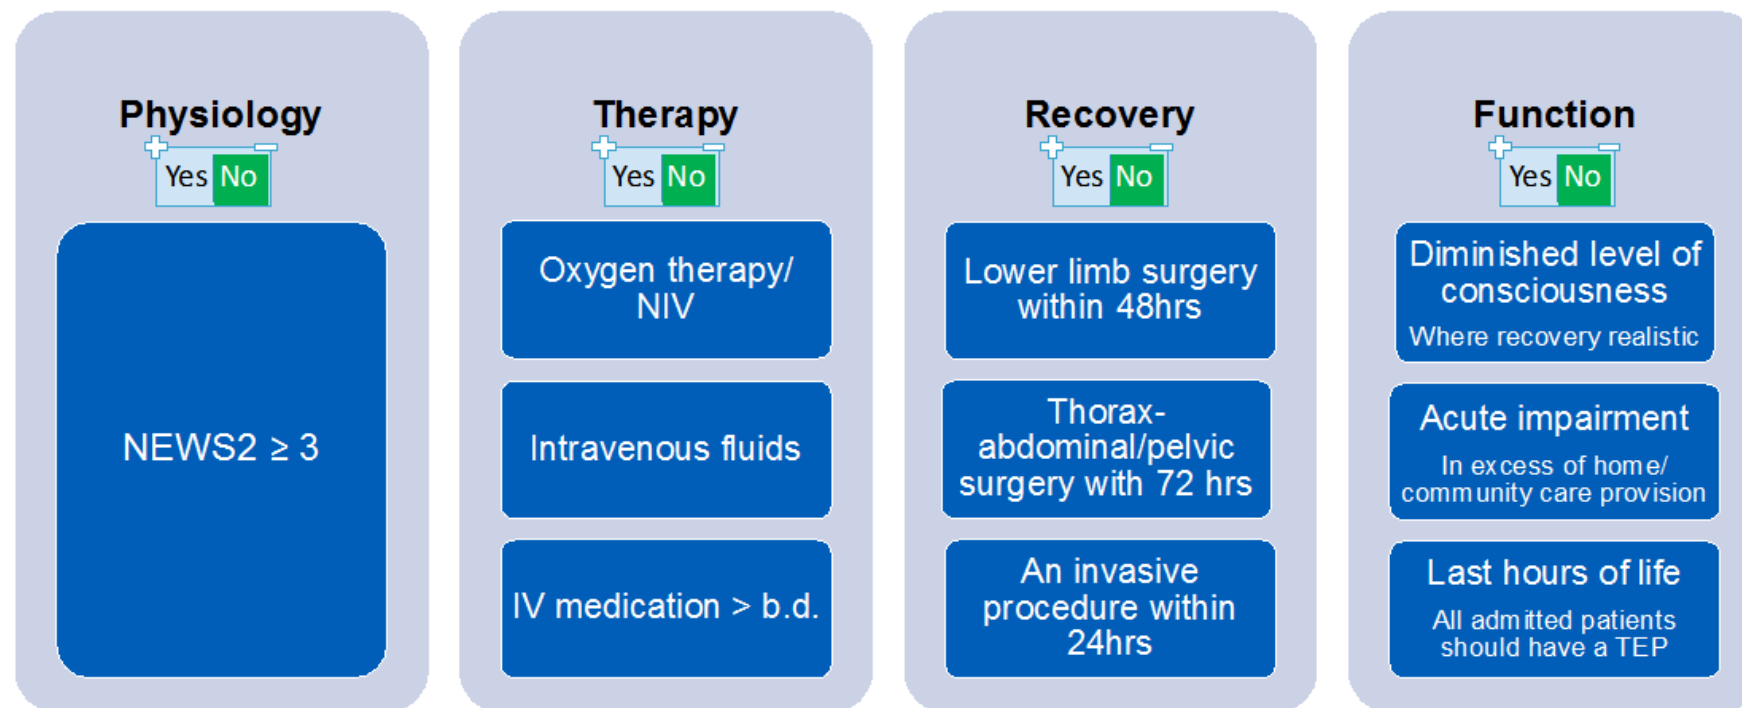 Physiology
Yes No
NEWS2 ≥ 3
Therapy
Yes No
Oxygen therapy/
NIV
Intravenous fluids
IV medication > b.d.
Recovery
Yes No
Lower limb surgery
within 48hrs
Thorax-
abdominal/pelvic
surgery with 72 hrs
An invasive
procedure within
24hrs
Function
Yes No
Diminished level of
consciousness
Where recovery realistic
Acute impairment
In excess of home/
community care provision
Last hours of life
All admitted patients
should have a TEP